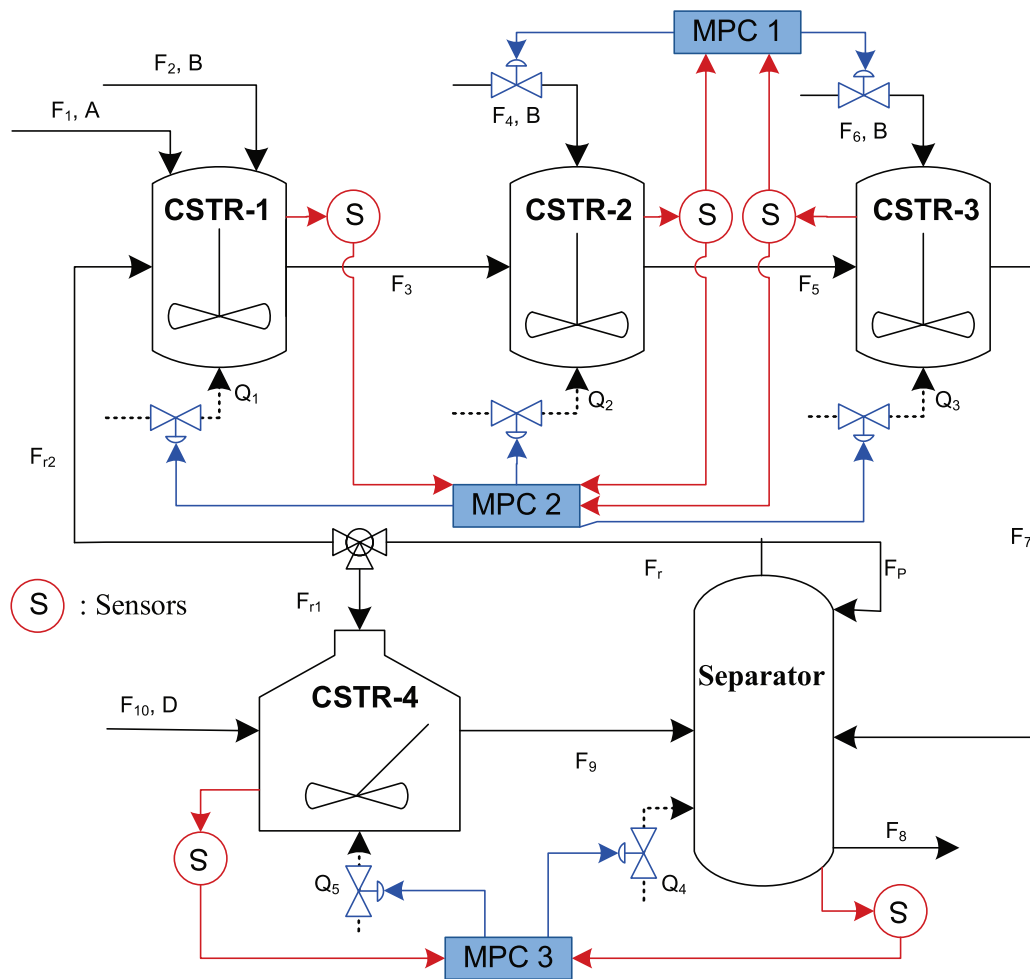 MPC 1
F2, B
F1, A
F4, B
F6, B
CSTR-1
S
CSTR-2
S
S
CSTR-3
F3
F5
Q1
Q2
Q3
Fr2
MPC 2
F7
Fr
FP
S : Sensors
Fr1
Separator
CSTR-4
F10, D
F9
F8
S
Q5
Q4
S
MPC 3